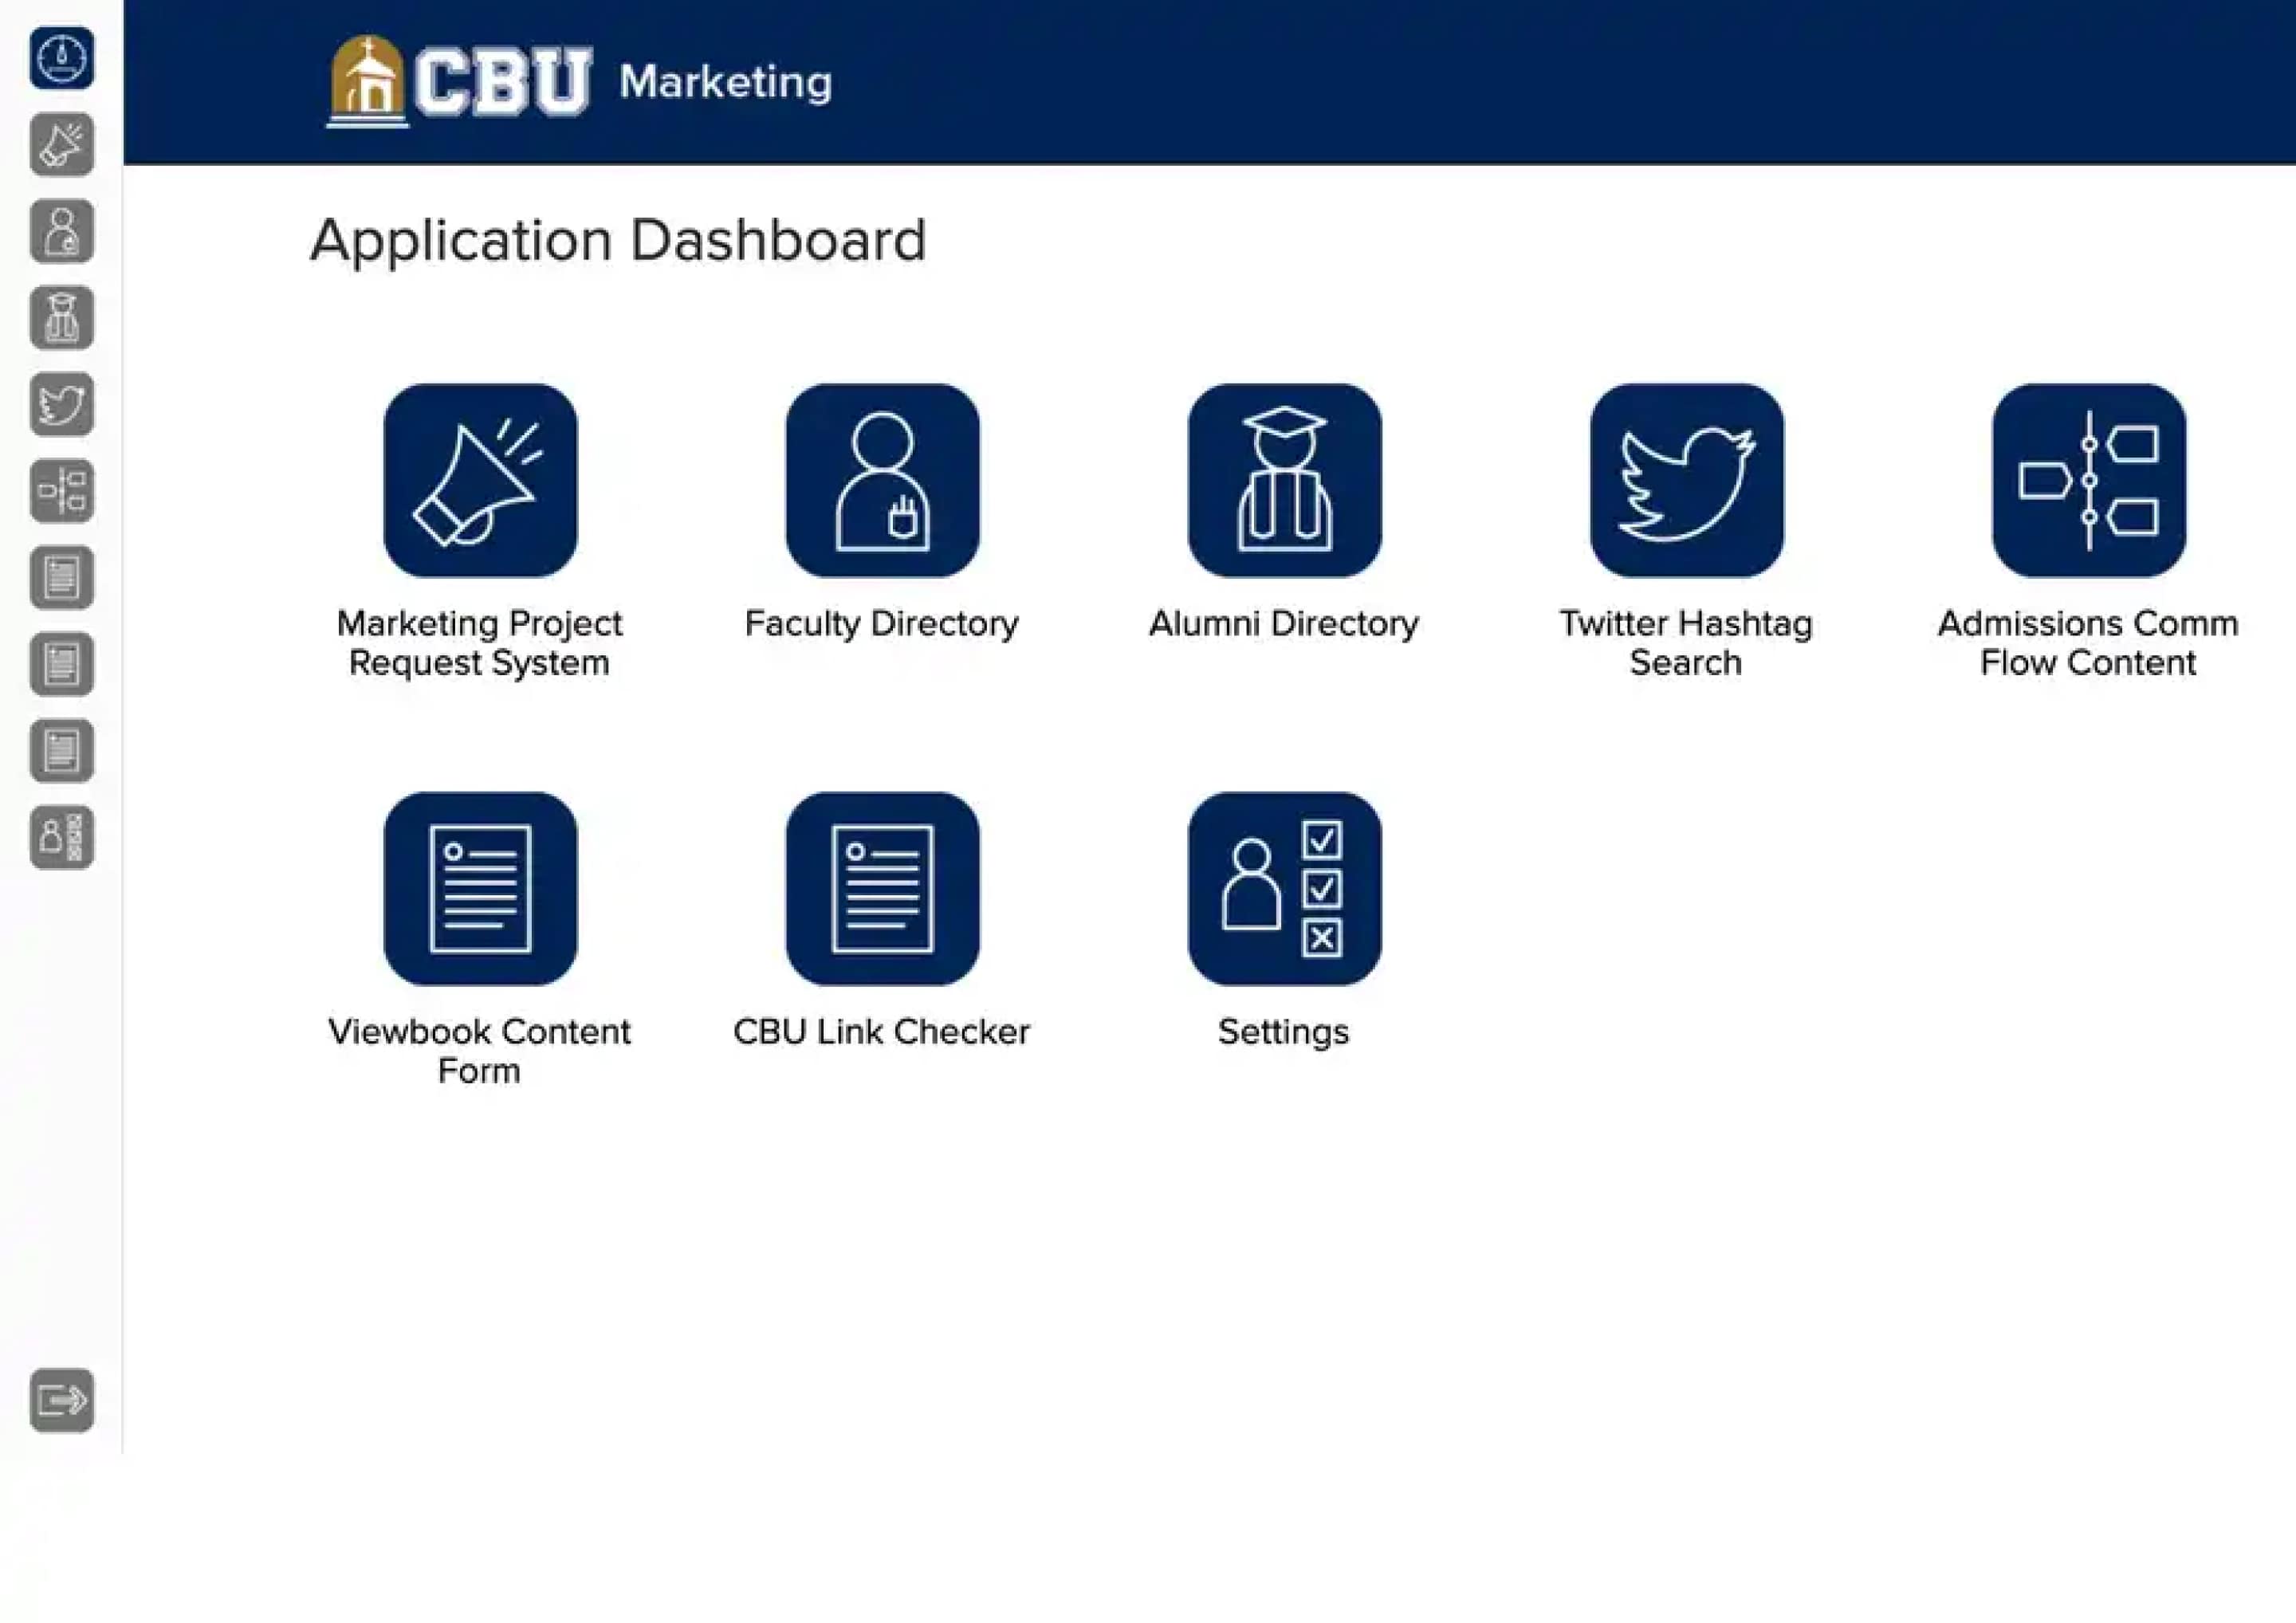 CBU Marketing
Application Dashboard
Marketing Project
Request System
Faculty Directory
Alumni Directory
Twitter Hashtag
Search
Admissions Comm
Flow Content
Viewbook Content
Form
CBU Link Checker
Settings